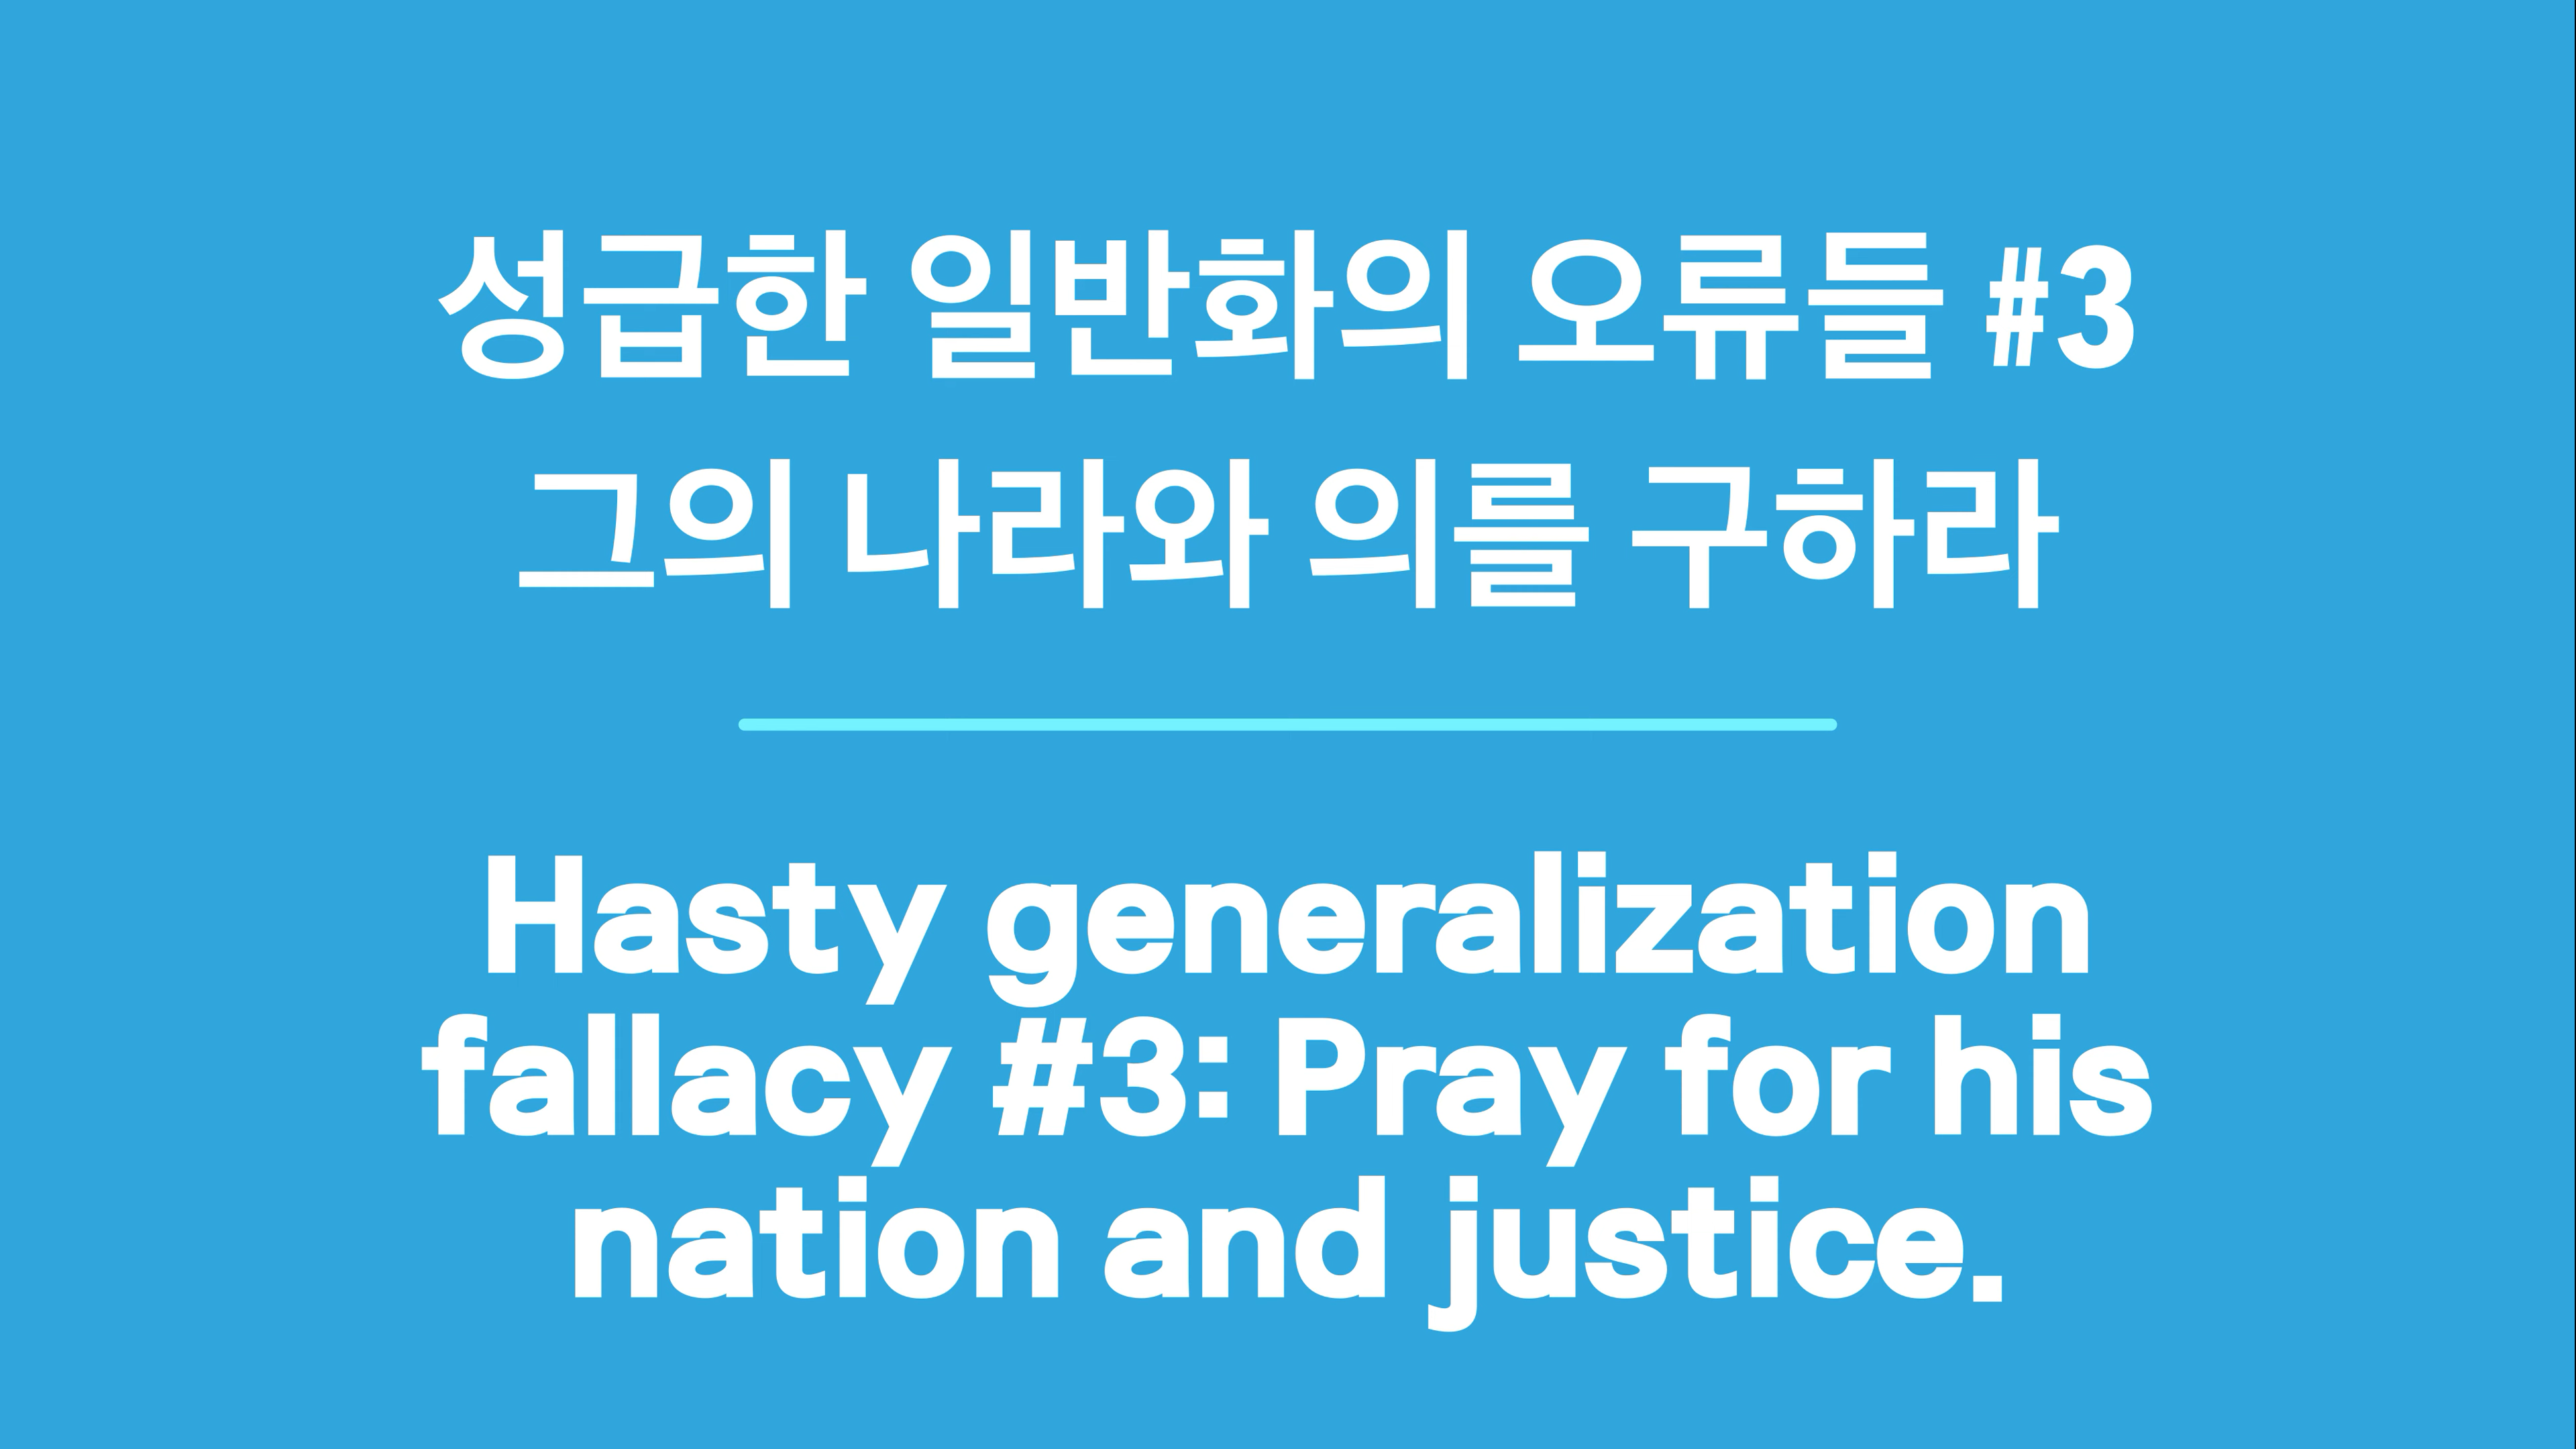 성급한 일반화의 오류들 #3
그의 나라와 의를 구하라
Hasty generalization
fallacy #3: Pray for his
nation and justice.